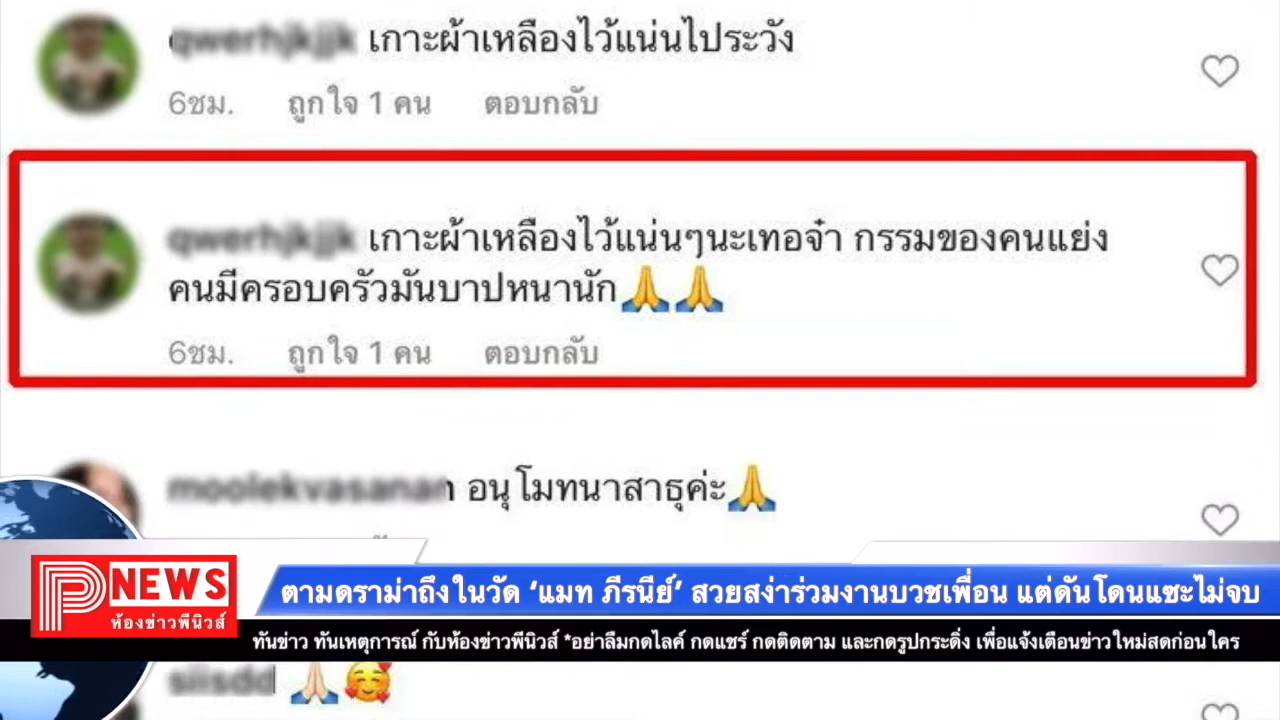 เกาะผ้าเหลืองไว้แน่นไประวัง
6ชม. ถูกใจ 1 คน ตอบกลับ
เกาะผ้าเหลืองไว้แน่นๆนะเทอจ๋า กรรมของคนแย่ง
คนมีครอบครัวมันบาปหนานัก🙏🙏
6ชม. ถูกใจ 1 คน ตอบกลับ
อนุโมทนาสาธุค่ะ🙏
P NEWS
ห้องข่าวพีนิวส์
ตามดราม่าถึงในวัด ‘แมท ภีรนีย์’ สวยสง่าร่วมงานบวชเพื่อน แต่ดันโดนแซะไม่จบ
ทันข่าว ทันเหตุการณ์ กับห้องข่าวพีนิวส์ *อย่าลืมกดไลค์ กดแชร์ กดติดตาม และกดรูปกระดิ่ง เพื่อแจ้งเตือนข่าวใหม่สดก่อนใคร
🙏🏻🥰